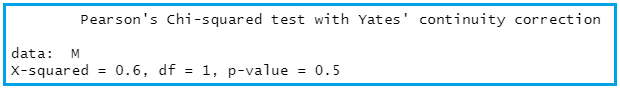 Pearson's Chi-squared test with Yates' continuity correction
data:  M
X-squared = 0.6, df = 1, p-value = 0.5